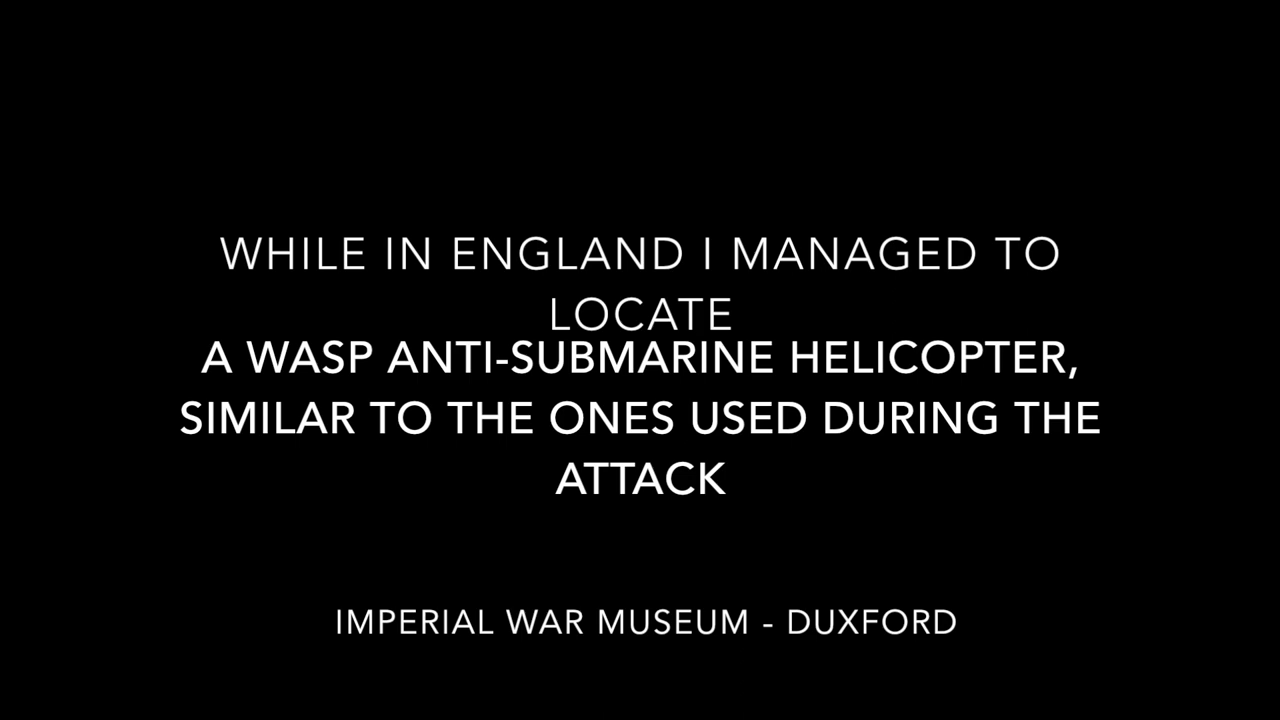 WHILE IN ENGLAND I MANAGED TO
LOCATE
A WASP ANTI-SUBMARINE HELICOPTER,
SIMILAR TO THE ONES USED DURING THE
ATTACK
IMPERIAL WAR MUSEUM - DUXFORD